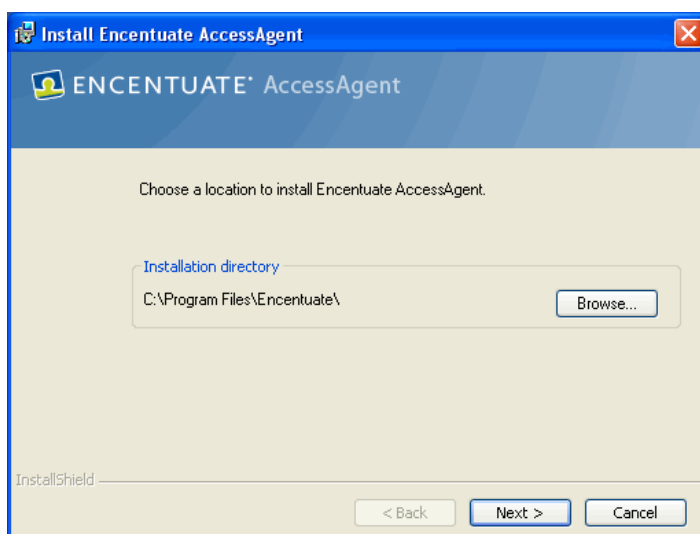 Install Encentuate AccessAgent
ENCENTUATE® AccessAgent
Choose a location to install Encentuate AccessAgent.
Installation directory
C:\Program Files\Encentuate\
Browse...
InstallShield
< Back
Next >
Cancel